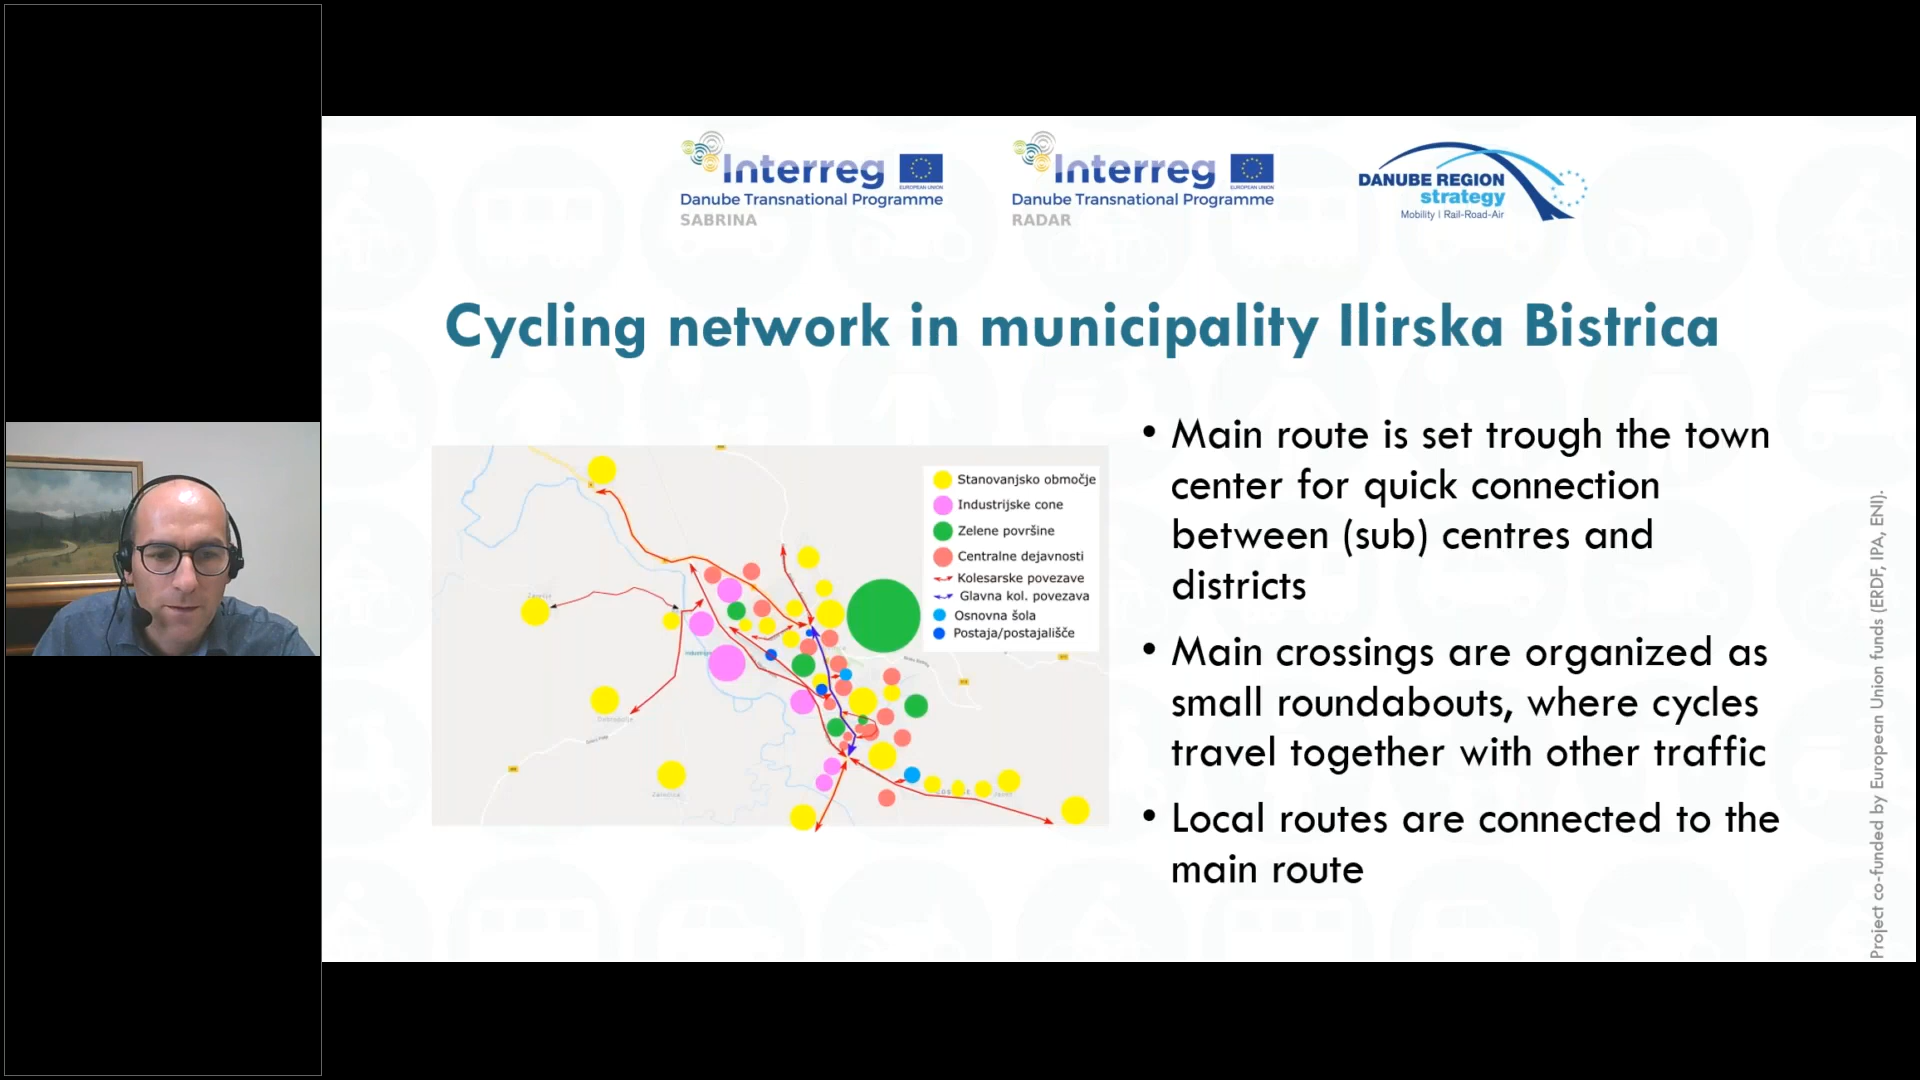 Interreg
EUROPEAN UNION
Danube Transnational Programme
SABRINA
Interreg
EUROPEAN UNION
Danube Transnational Programme
RADAR
DANUBE REGION
strategy
Mobility | Rail-Road-Air
Cycling network in municipality Ilirska Bistrica
Stanovanjsko območje
Industrijske cone
Zelene površine
Centralne dejavnosti
Kolesarske povezave
Glavna kol. povezava
Osnovna šola
Postaja/postajališče
• Main route is set trough the town
center for quick connection
between (sub) centres and
districts
• Main crossings are organized as
small roundabouts, where cycles
travel together with other traffic
• Local routes are connected to the
main route
Project co-funded by European Union funds (ERDF, IPA, ENI).